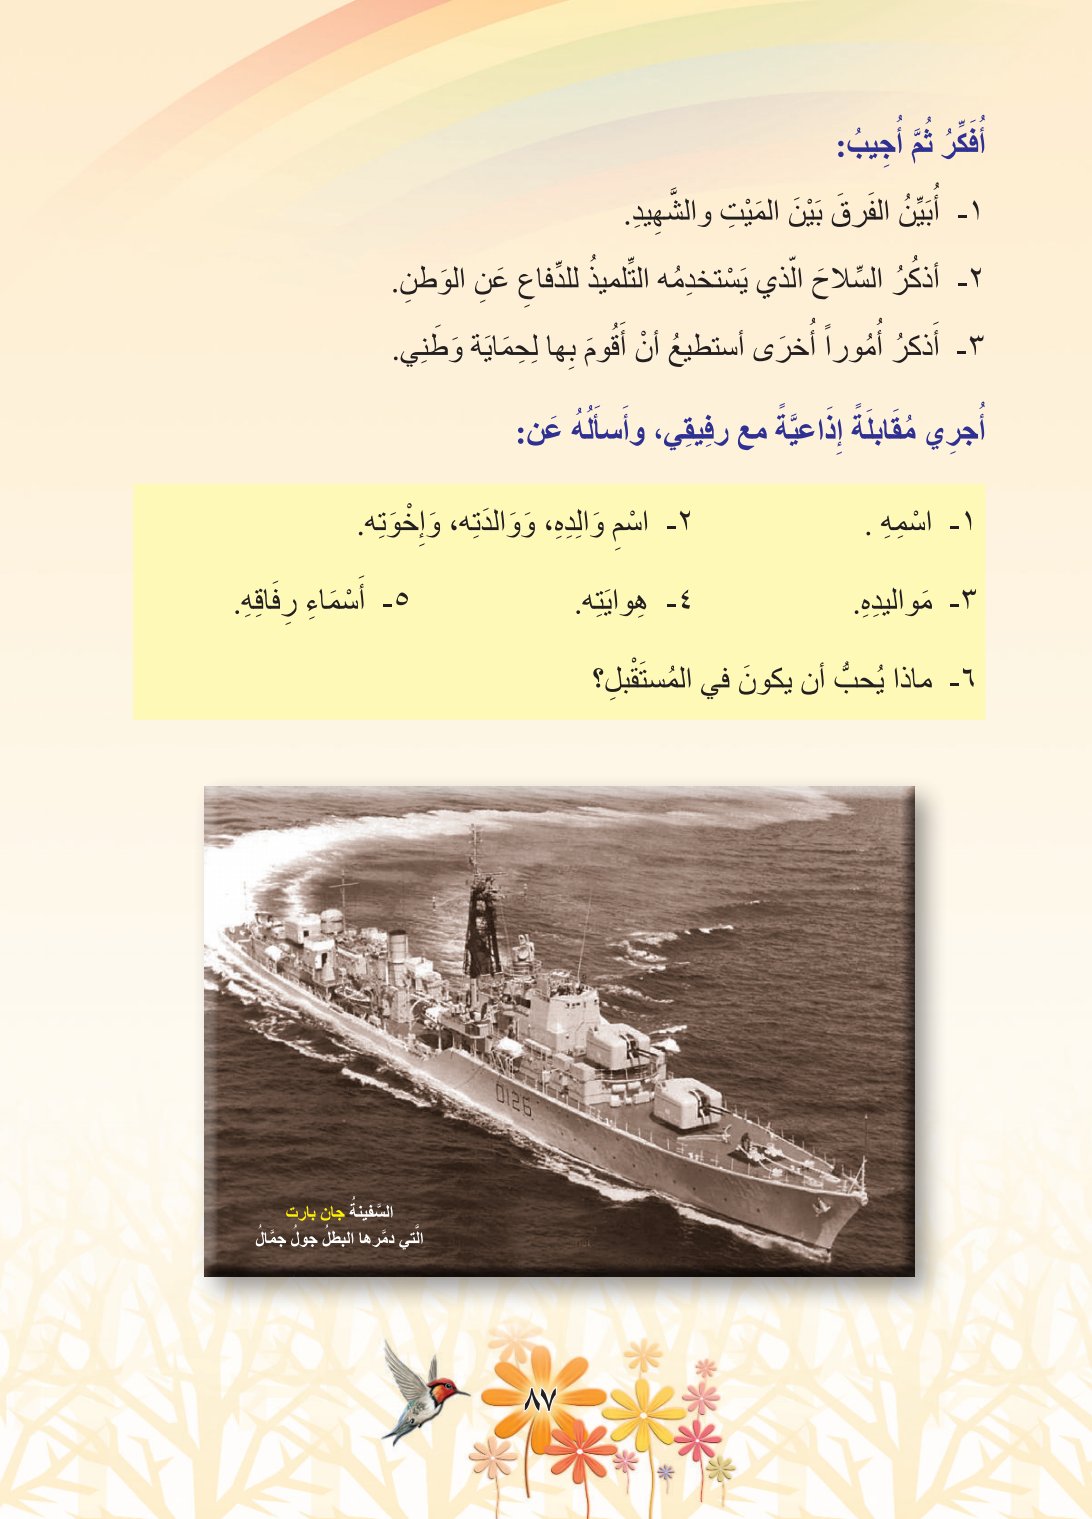 أُفَكِّرُ ثُمَّ أُجِيبُ:
١- أُبَيِّنُ الفَرقَ بَيْنَ المَيْتِ والشَّهِيدِ.
٢- أذكُرُ السِّلاحَ الّذي يَسْتخدِمُه التِّلميذُ للدِّفاعِ عَنِ الوَطنِ.
٣- أَذكرُ أُمُوراً أُخرَى أستطيعُ أنْ أَقُومَ بِها لِحِمَايَة وَطَنِي.
أُجرِي مُقَابلَةً إِذَاعيَّةً مع رفِيقِي، وأَسأَلُهُ عَن:
١- اسْمِهِ . ٢- اسْمِ وَالِدِهِ، وَوَالدَتِه، وَإِخْوَتِه.
٣- مَواليدِهِ. ٤- هِوايَتِه. ٥- أَسْمَاءِ رِفَاقِهِ.
٦- ماذا يُحبُّ أن يكونَ في المُستَقْبلِ؟
D126
السَّفينةُ جان بارت
الَّتي دمَّرها البطلُ جولُ جمَّالُ
٨٧